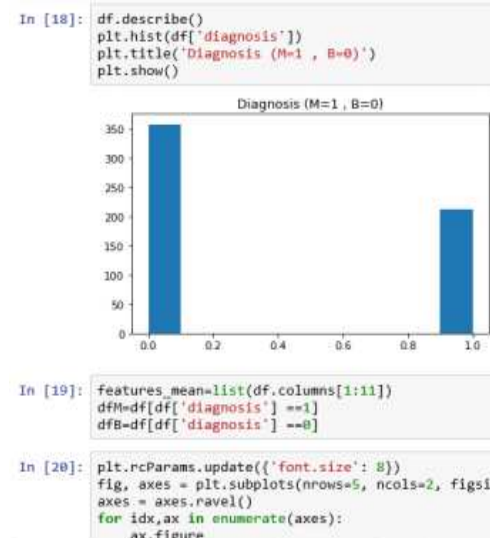 In [18]: df.describe()
plt.hist(df['diagnosis'])
plt.title('Diagnosis (M=1 , B=0)')
plt.show()
Diagnosis (M=1 , B=0)
350
300
250
200
150
100
50
0
0.0 0.2 0.4 0.6 0.8 1.0
In [19]: features_mean=list(df.columns[1:11])
dfM=df[df['diagnosis'] ==1]
dfB=df[df['diagnosis'] ==0]
In [20]: plt.rcParams.update({'font.size': 8})
fig, axes = plt.subplots(nrows=5, ncols=2, figsi
axes = axes.ravel()
for idx,ax in enumerate(axes):
ax.figure